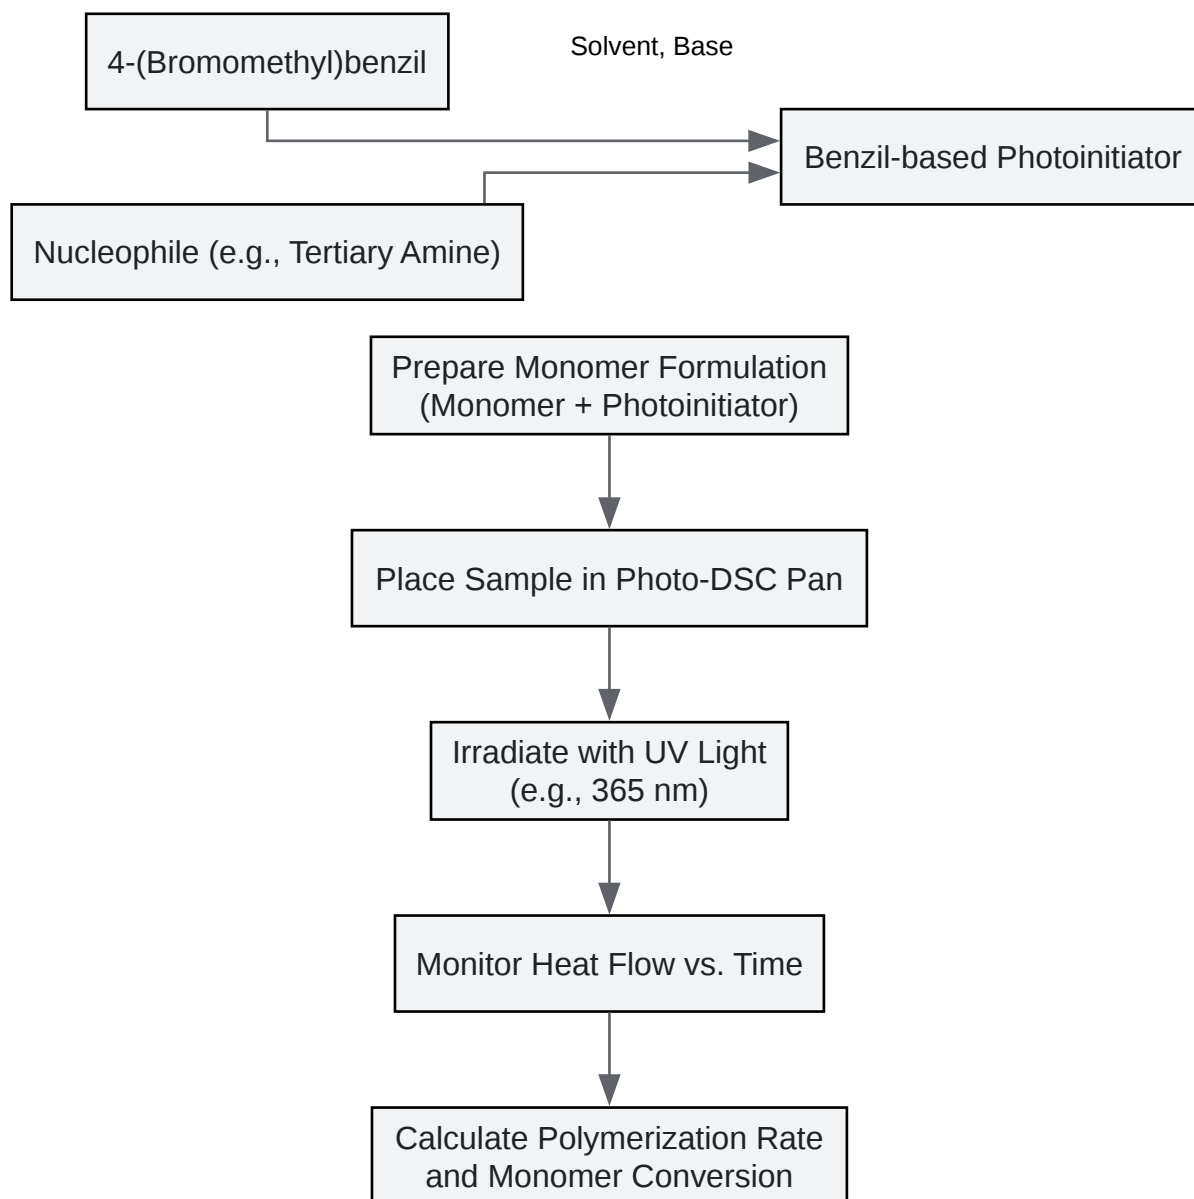 4-(Bromomethyl)benzil
Solvent, Base
Benzil-based Photoinitiator
Nucleophile (e.g., Tertiary Amine)
Prepare Monomer Formulation
(Monomer + Photoinitiator)
Place Sample in Photo-DSC Pan
Irradiate with UV Light
(e.g., 365 nm)
Monitor Heat Flow vs. Time
Calculate Polymerization Rate
and Monomer Conversion